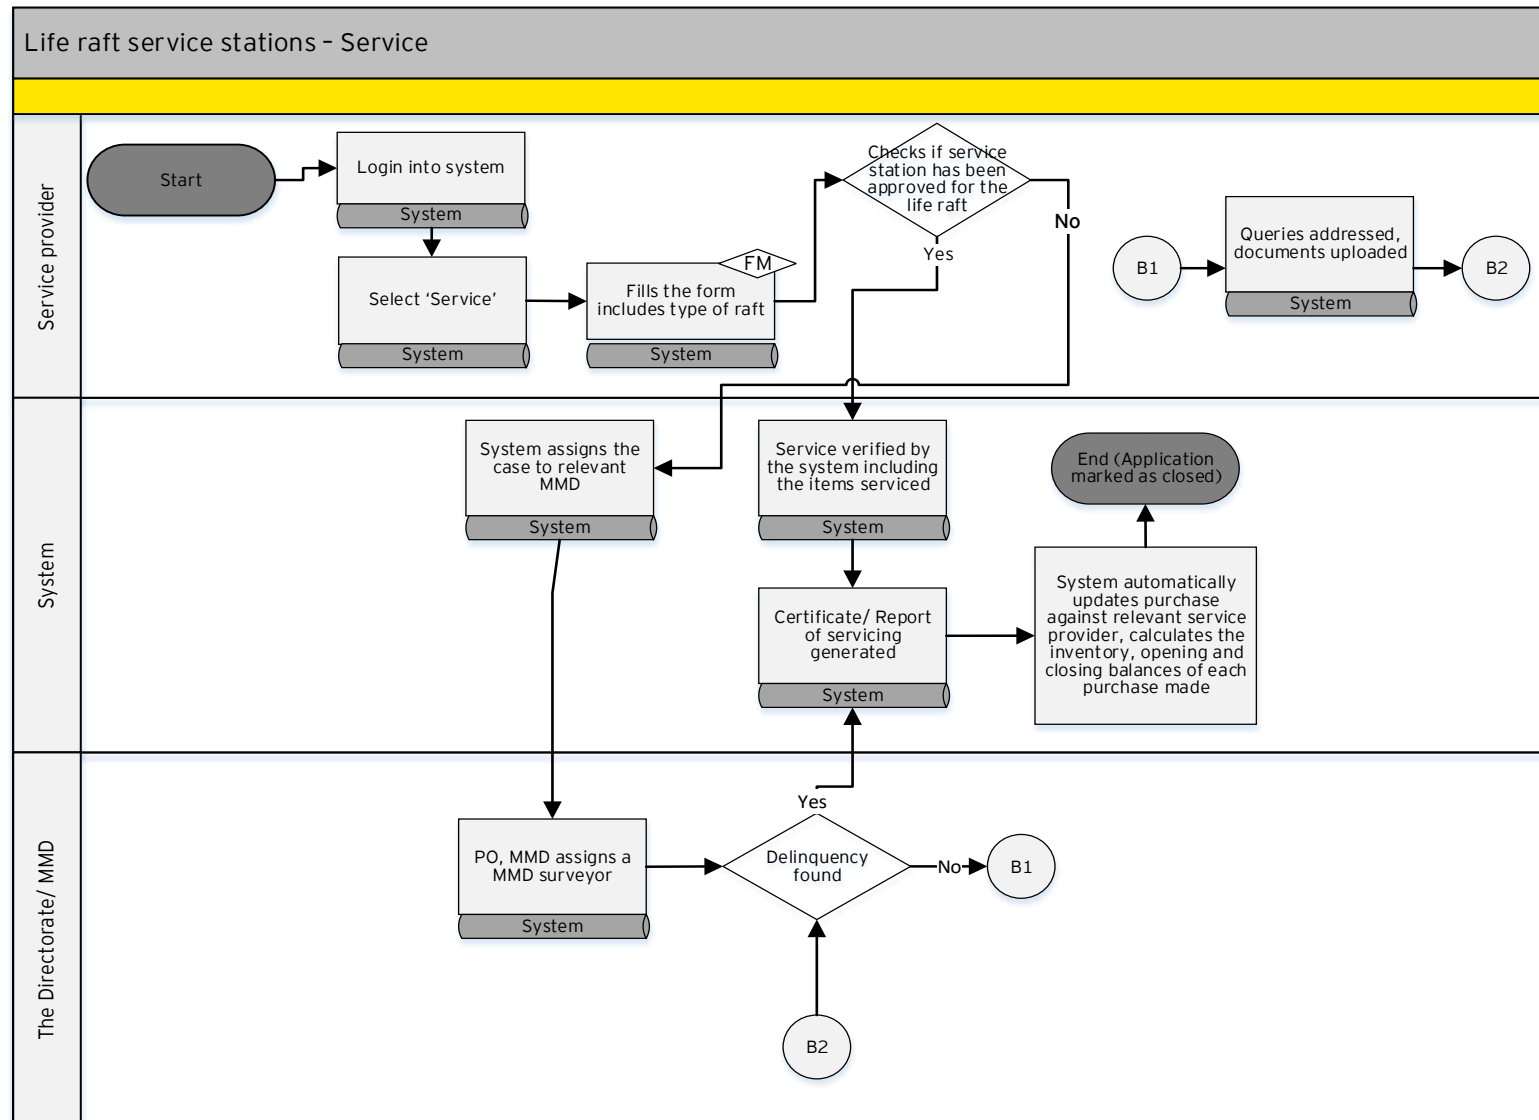 Life raft service stations – Service
Service provider
Start
Login into system
System
Select ‘Service’
System
FM
Fills the form
includes type of raft
System
Checks if service
station has been
approved for the
life raft
Yes
No
B1
Queries addressed,
documents uploaded
System
B2
System
System assigns the
case to relevant
MMD
System
Service verified by
the system including
the items serviced
System
Certificate/ Report
of servicing
generated
System
End (Application
marked as closed)
System automatically
updates purchase
against relevant service
provider, calculates the
inventory, opening and
closing balances of each
purchase made
The Directorate/ MMD
PO, MMD assigns a
MMD surveyor
System
Yes
Delinquency
found
No
B1
B2